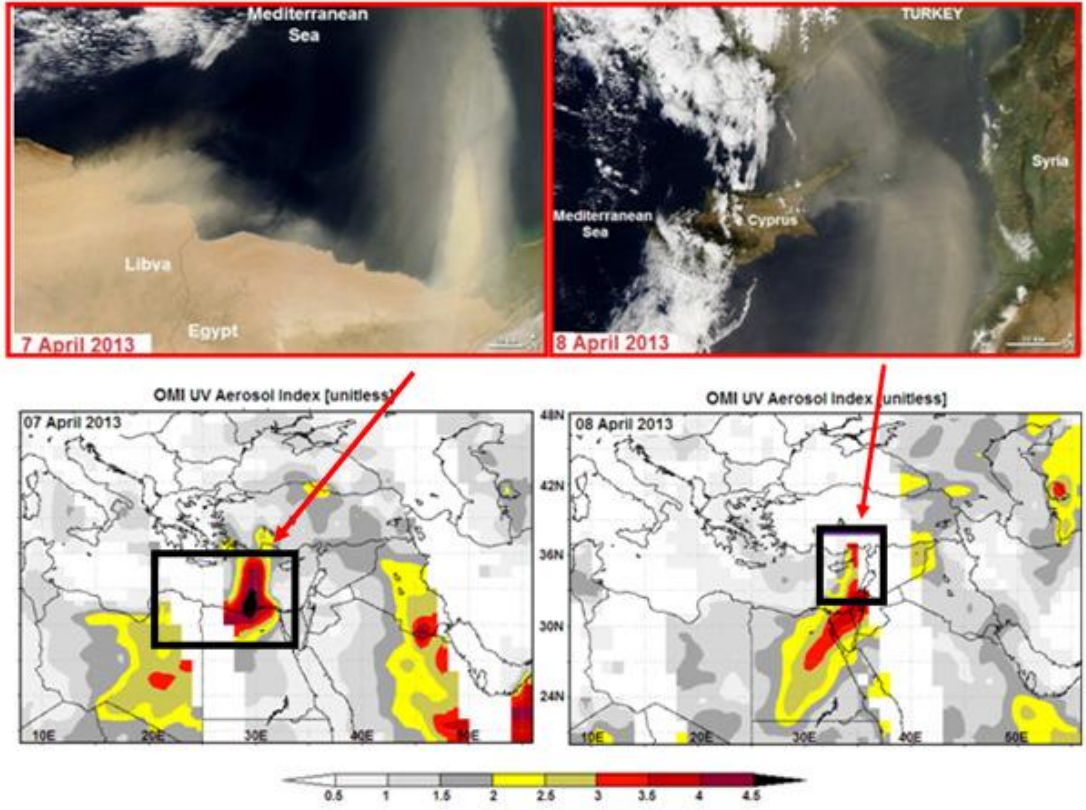 Mediterranean
Sea
Libya
Egypt
7 April 2013
TURKEY
Syria
Mediterranean
Sea
Cyprus
8 April 2013
OMI UV Aerosol Index [unitless]
07 April 2013
10E 20E 30E 40E 50E
OMI UV Aerosol Index [unitless]
08 April 2013
48N
42N
36N
30N
24N
10E 20E 30E 40E 50E
0.5 1 1.5 2 2.5 3 3.5 4 4.5